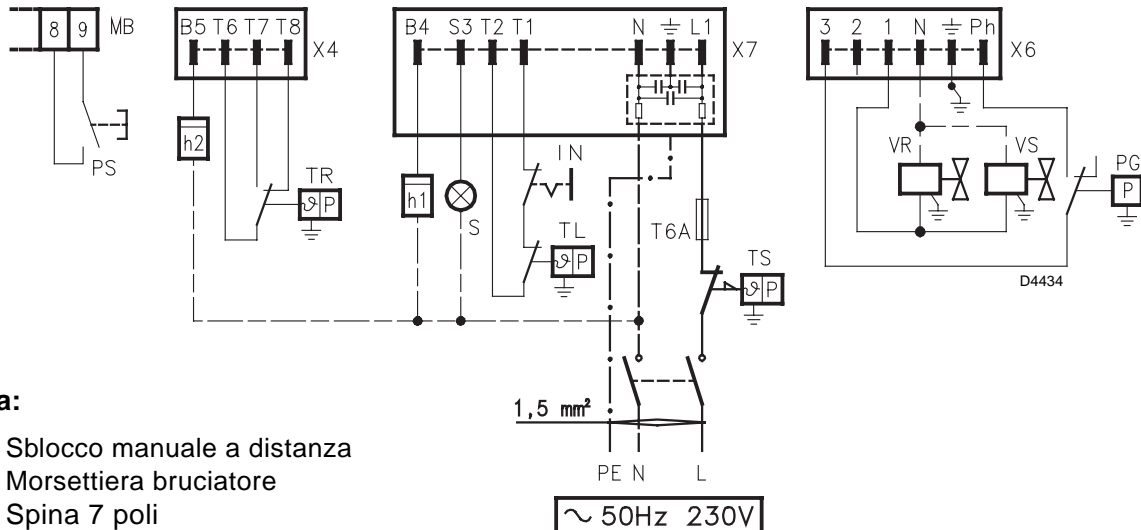 8 9 MB
B5 T6 T7 T8 X4
B4 S3 T2 T1 N L1 X7
3 2 1 N Ph X6
PS
h2
TR
ϑ P
h1
S
IN
TL
ϑ P
T6A
TS
ϑ P
VR VS
PG
P
D4434
1,5 mm²
PE N L
~ 50Hz 230V
a:
Sblocco manuale a distanza
Morsettiera bruciatore
Spina 7 poli